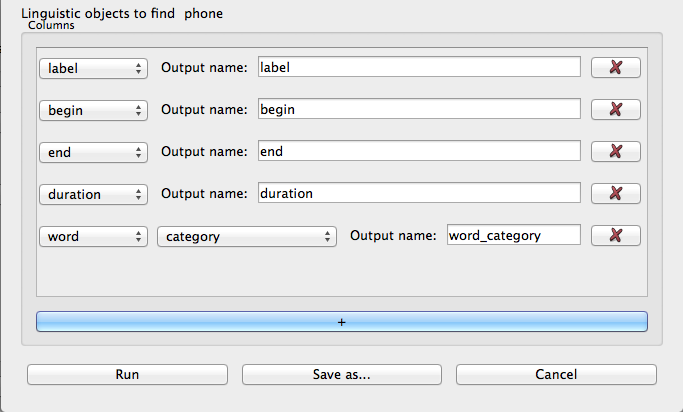 Linguistic objects to find phone
Columns
label Output name: label
begin Output name: begin
end Output name: end
duration Output name: duration
word category Output name: word_category
+
Run Save as... Cancel